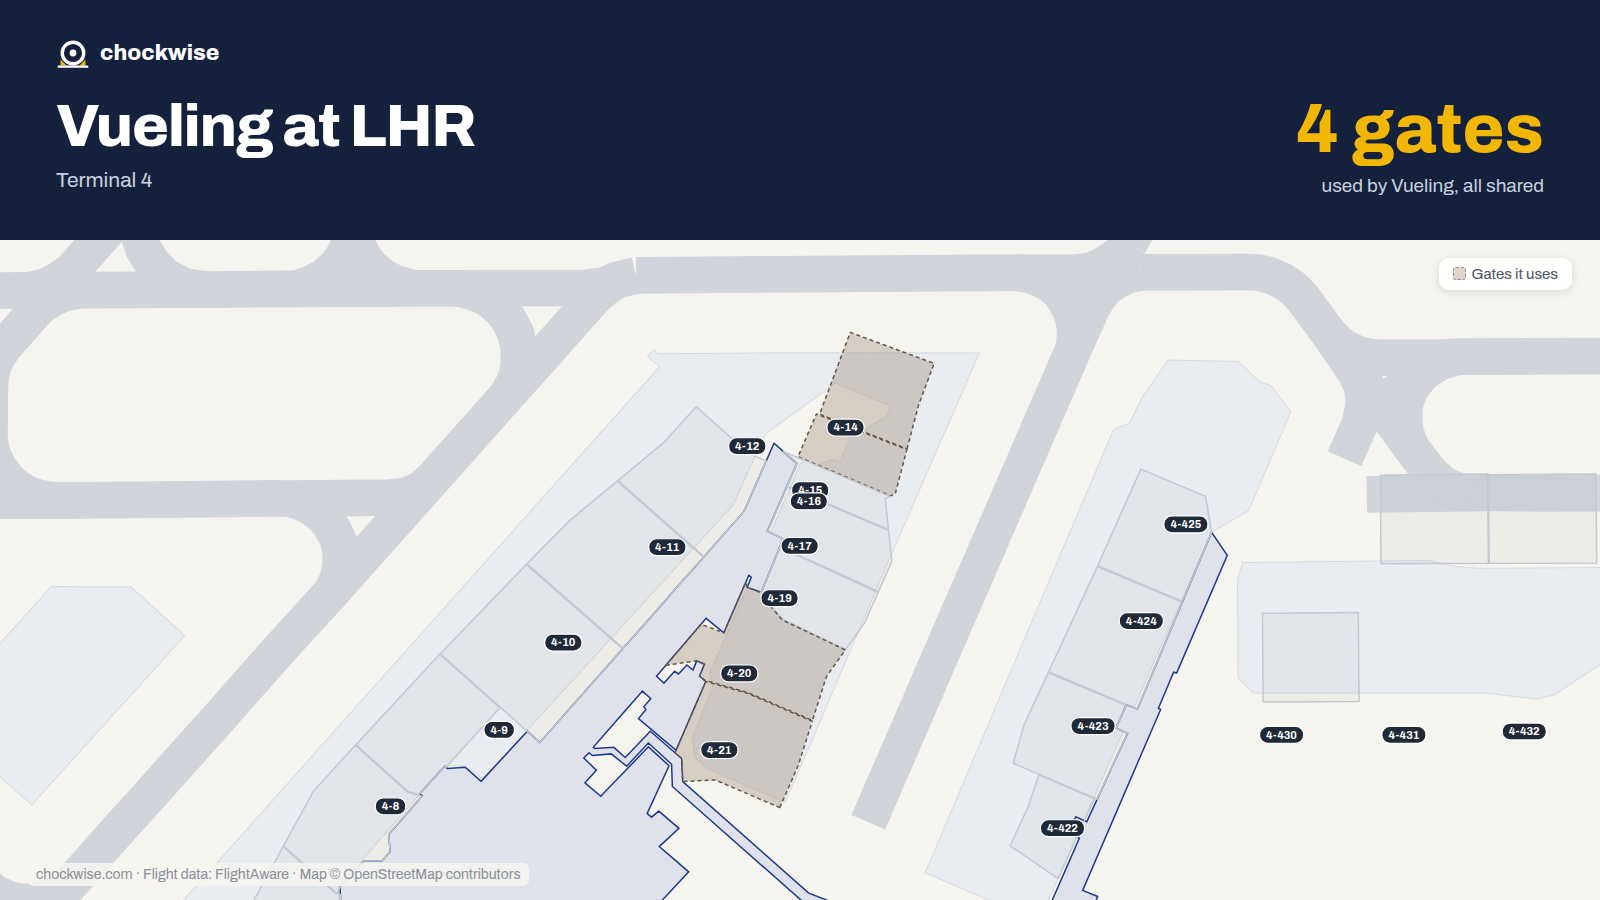 chockwise
Vueling at LHR
Terminal 4
4 gates
used by Vueling, all shared
Gates it uses
4-14
4-12
4-15
4-16
4-425
4-17
4-11
4-19
4-424
4-10
4-20
4-423
4-9
4-21
4-430
4-431
4-432
4-8
4-422
chockwise.com · Flight data: FlightAware · Map © OpenStreetMap contributors